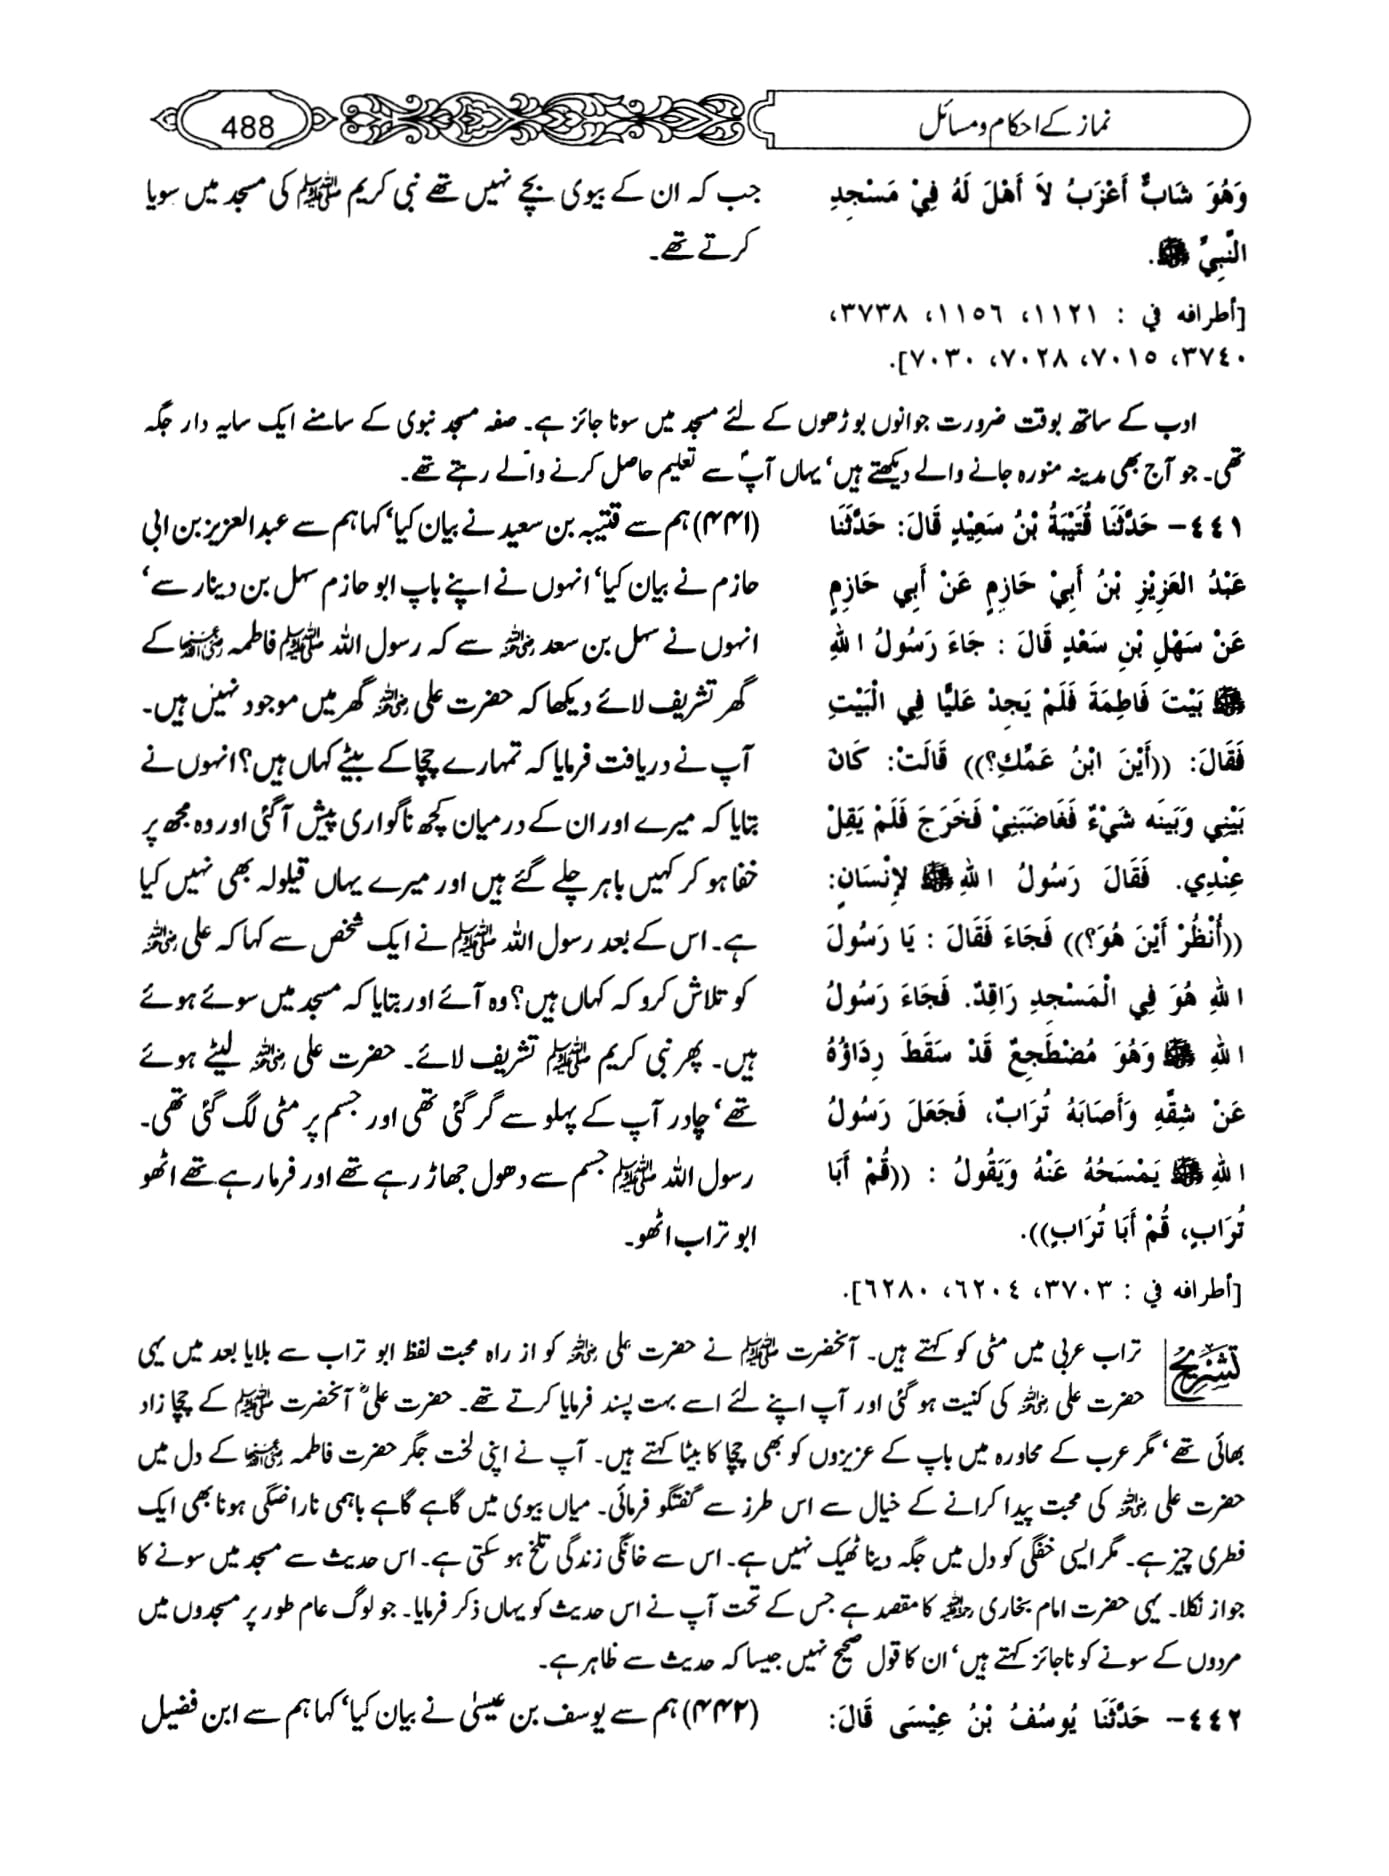 نماز کے احکام و مسائل
488
وَهُوَ شَابٌّ أَعْزَبُ لاَ أَهْلَ لَهُ فِيْ مَسْجِدِ
النَّبِيِّ ﷺ.
[أطرافه في : ١١٢١، ١١٥٦، ٣٧٣٨،
٣٧٤٠، ٧٠١٥، ٧٠٢٨، ٧٠٣٠].
جب کہ ان کے بیوی بچے نہیں تھے نبی کریم ﷺ کی مسجد میں سویا
کرتے تھے۔
ادب کے ساتھ بوقت ضرورت جوانوں بوڑھوں کے لئے مسجد میں سونا جائز ہے۔ صفہ مسجد نبوی کے سامنے ایک سایہ دار جگہ
تھی۔ جو آج بھی مدینہ منورہ جانے والے دیکھتے ہیں‘ یہاں آپؐ سے تعلیم حاصل کرنے والے رہتے تھے۔
٤٤١- حَدَّثَنَا قُتَيْبَةُ بْنُ سَعِيْدٍ قَالَ: حَدَّثَنَا
عَبْدُ العَزِيْزِ بْنُ أَبِيْ حَازِمٍ عَنْ أَبِي حَازِمٍ
عَنْ سَهْلِ بْنِ سَعْدٍ قَالَ : جَاءَ رَسُولُ اللهِ
ﷺ بَيْتَ فَاطِمَةَ فَلَمْ يَجِدْ عَلِيًّا فِي الْبَيْتِ
فَقَالَ: ((أَيْنَ ابْنُ عَمِّكِ؟)) قَالَتْ: كَانَ
بَيْنِي وَبَينَه شَيْءٌ فَغَاضَبَنِيْ فَخَرَجَ فَلَمْ يَقِلْ
عِنْدِي. فَقَالَ رَسُولُ اللهِ ﷺ لإِنْسَانٍ:
((أُنْظُرْ أَيْنَ هُوَ؟)) فَجَاءَ فَقَالَ : يَا رَسُولَ
اللهِ هُوَ فِي الْمَسْجِدِ رَاقِدٌ. فَجَاءَ رَسُولُ
اللهِ ﷺ وَهُوَ مُضْطَجِعٌ قَدْ سَقَطَ رِدَاؤُهُ
عَنْ شِقِّهِ وَأَصَابَهُ تُرَابٌ، فَجَعَلَ رَسُولُ
اللهِ ﷺ يَمْسَحُهُ عَنْهُ وَيَقُولُ : ((قُمْ أَبَا
تُرَابٍ، قُمْ أَبَا تُرَابٍ)).
[أطرافه في : ٣٧٠٣، ٦٢٠٤، ٦٢٨٠].
(۴۴۱) ہم سے قتیبہ بن سعید نے بیان کیا‘ کہا ہم سے عبدالعزیز بن ابی
حازم نے بیان کیا‘ انہوں نے اپنے باپ ابو حازم سہل بن دینار سے‘
انہوں نے سہل بن سعد رضی اللہ عنہ سے کہ رسول اللہ ﷺ فاطمہ رضی اللہ عنہا کے
گھر تشریف لائے دیکھا کہ حضرت علی رضی اللہ عنہ گھر میں موجود نہیں ہیں۔
آپ نے دریافت فرمایا کہ تمہارے چچا کے بیٹے کہاں ہیں؟ انہوں نے
بتایا کہ میرے اور ان کے درمیان کچھ ناگواری پیش آ گئی اور وہ مجھ پر
خفا ہو کر کہیں باہر چلے گئے ہیں اور میرے یہاں قیلولہ بھی نہیں کیا
ہے۔ اس کے بعد رسول اللہ ﷺ نے ایک شخص سے کہا کہ علی رضی اللہ عنہ
کو تلاش کرو کہ کہاں ہیں؟ وہ آئے اور بتایا کہ مسجد میں سوئے ہوئے
ہیں۔ پھر نبی کریم ﷺ تشریف لائے۔ حضرت علی رضی اللہ عنہ لیٹے ہوئے
تھے‘ چادر آپ کے پہلو سے گر گئی تھی اور جسم پر مٹی لگ گئی تھی۔
رسول اللہ ﷺ جسم سے دھول جھاڑ رہے تھے اور فرما رہے تھے اٹھو
ابو تراب اٹھو۔
تشریح
تراب عربی میں مٹی کو کہتے ہیں۔ آنحضرت ﷺ نے حضرت علی رضی اللہ عنہ کو از راہ محبت لفظ ابو تراب سے بلایا بعد میں یہی
حضرت علی رضی اللہ عنہ کی کنیت ہو گئی اور آپ اپنے لئے اسے بہت پسند فرمایا کرتے تھے۔ حضرت علیؓ آنحضرت ﷺ کے چچا زاد
بھائی تھے‘ مگر عرب کے محاورہ میں باپ کے عزیزوں کو بھی چچا کا بیٹا کہتے ہیں۔ آپ نے اپنی لخت جگر حضرت فاطمہ رضی اللہ عنہا کے دل میں
حضرت علی رضی اللہ عنہ کی محبت پیدا کرانے کے خیال سے اس طرز سے گفتگو فرمائی۔ میاں بیوی میں گاہے گاہے باہمی ناراضگی ہونا بھی ایک
فطری چیز ہے۔ مگر ایسی خفگی کو دل میں جگہ دینا ٹھیک نہیں ہے۔ اس سے خانگی زندگی تلخ ہو سکتی ہے۔ اس حدیث سے مسجد میں سونے کا
جواز نکلا۔ یہی حضرت امام بخاری رحمۃ اللہ علیہ کا مقصد ہے جس کے تحت آپ نے اس حدیث کو یہاں ذکر فرمایا۔ جو لوگ عام طور پر مسجدوں میں
مردوں کے سونے کو ناجائز کہتے ہیں‘ ان کا قول صحیح نہیں جیسا کہ حدیث سے ظاہر ہے۔
٤٤٢- حَدَّثَنَا يُوسُفُ بْنُ عِيْسَى قَالَ:
(۴۴۲) ہم سے یوسف بن عیسیٰ نے بیان کیا‘ کہا ہم سے ابن فضیل